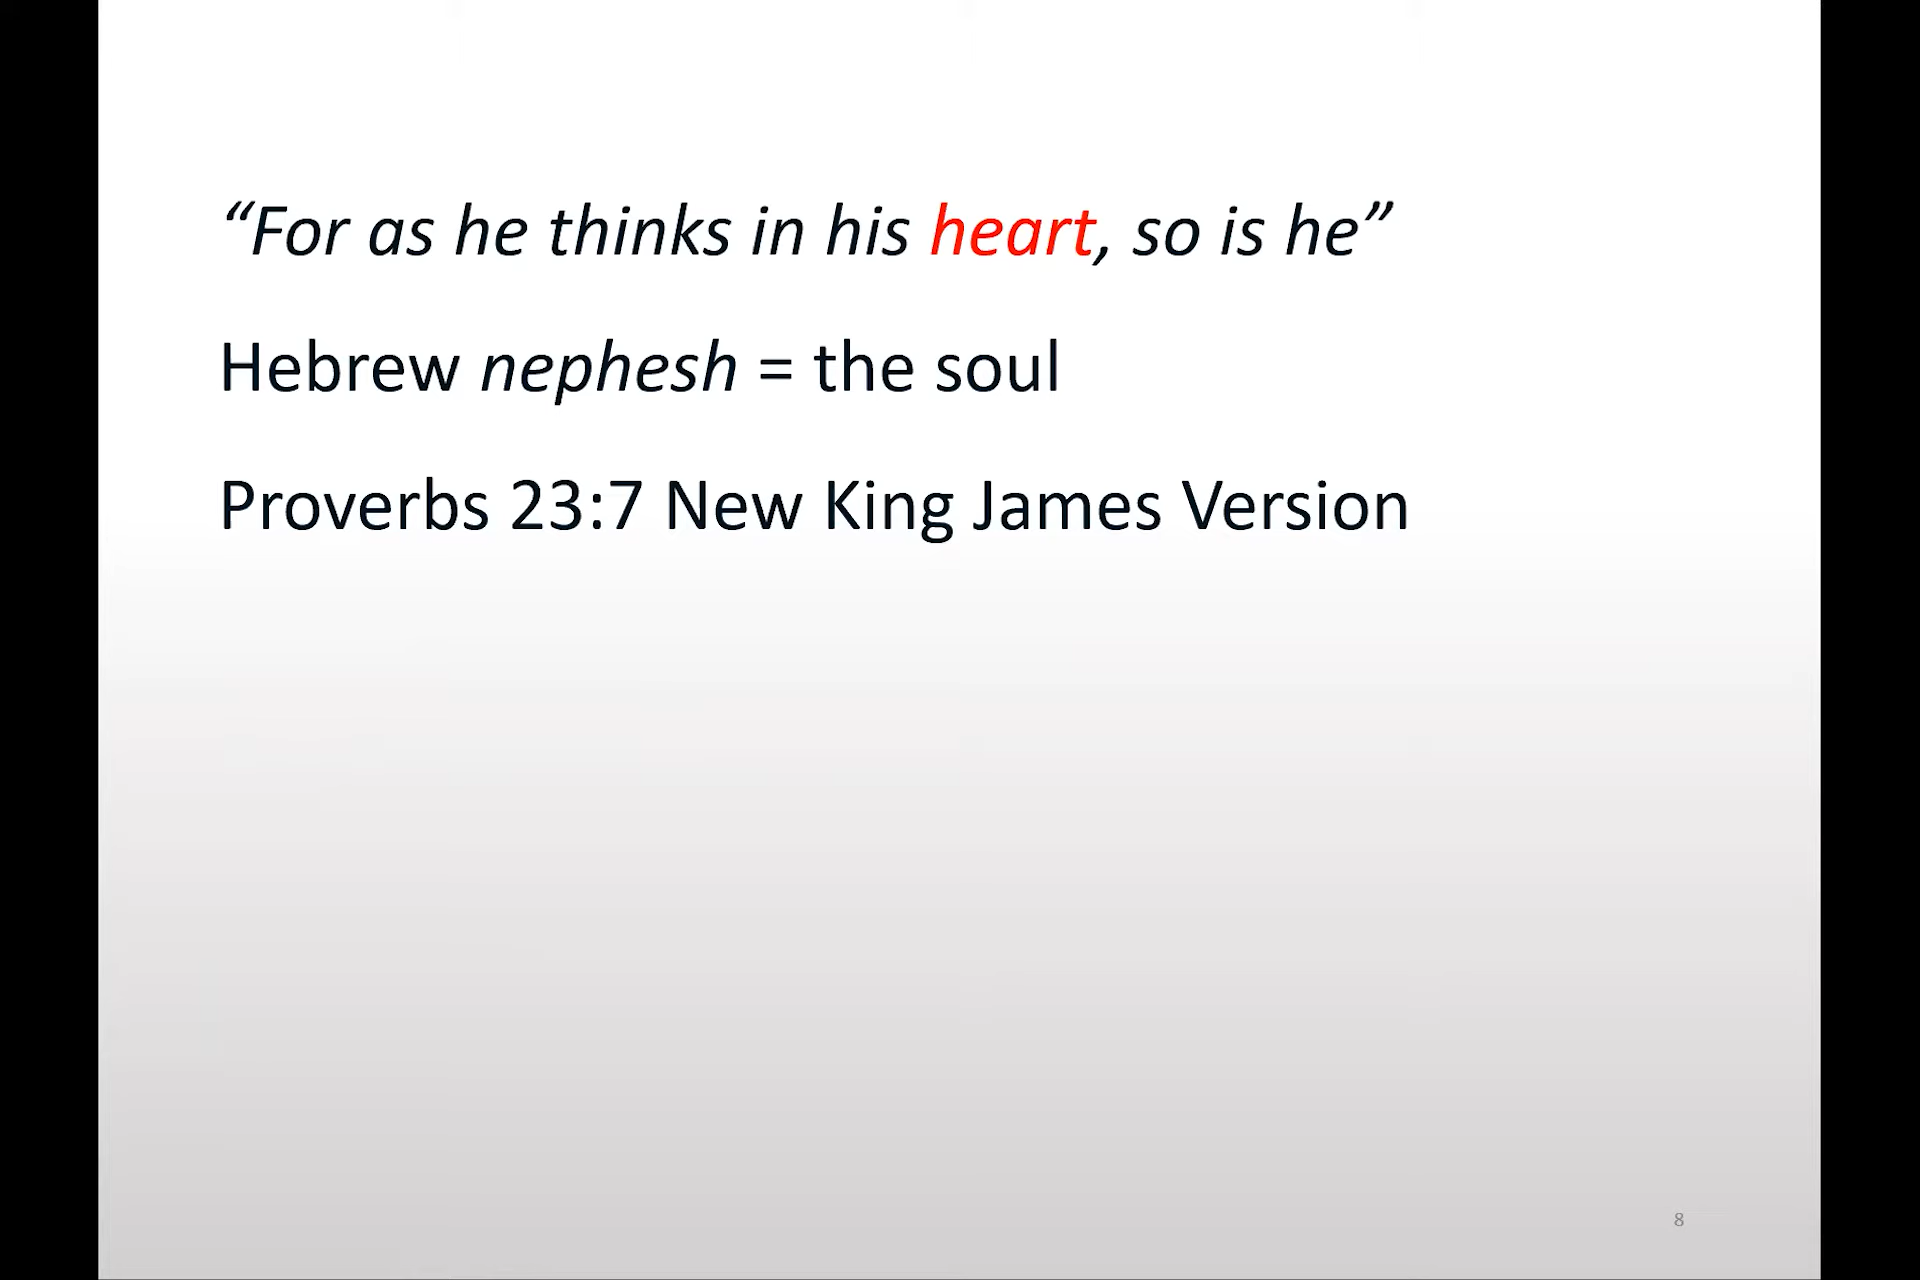 “For as he thinks in his heart, so is he”
Hebrew nephesh = the soul
Proverbs 23:7 New King James Version
8